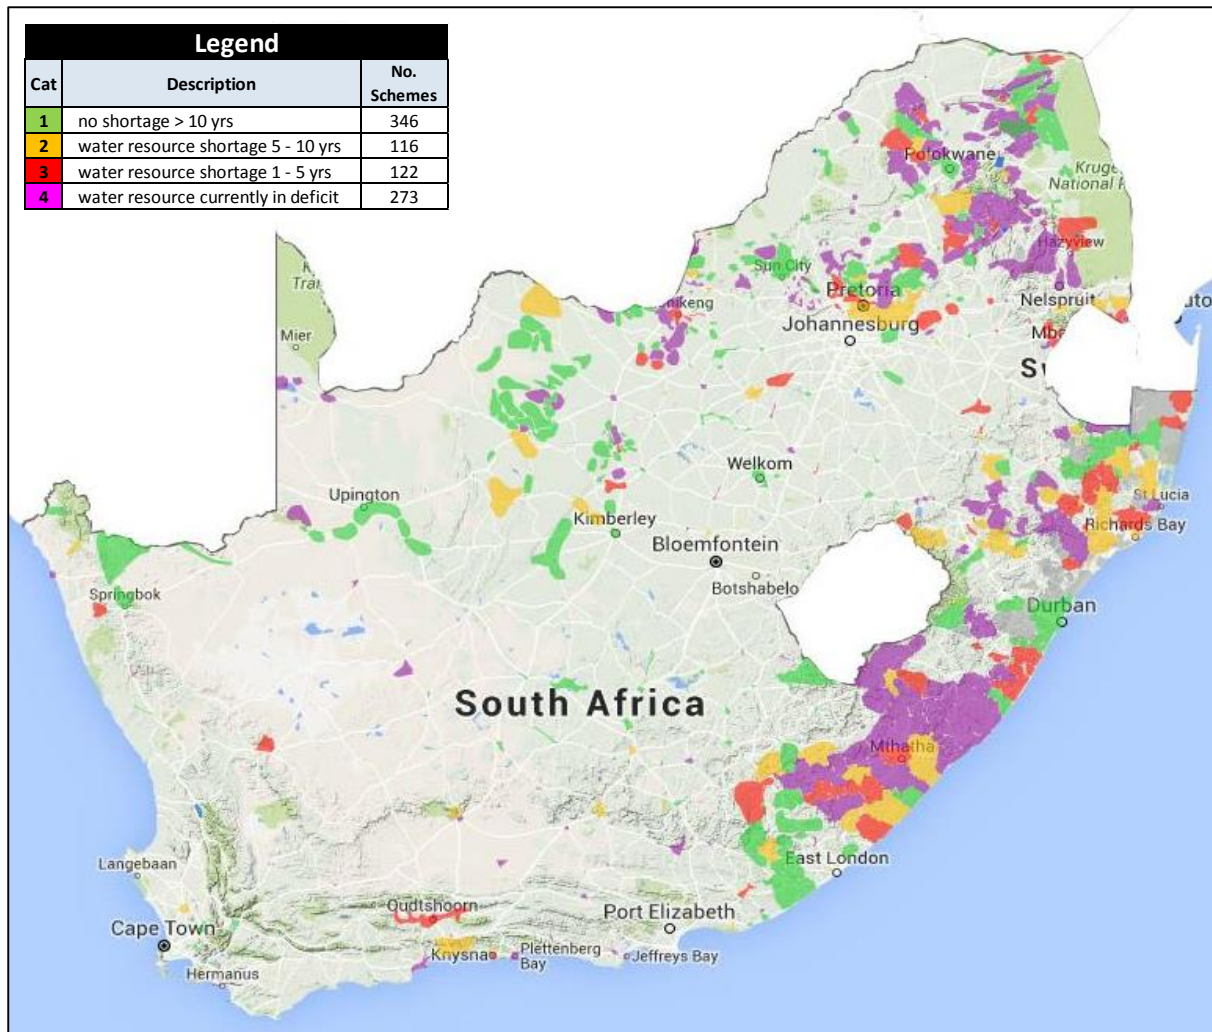 Legend
Cat Description No. Schemes
1 no shortage > 10 yrs 346
2 water resource shortage 5 - 10 yrs 116
3 water resource shortage 1 - 5 yrs 122
4 water resource currently in deficit 273
Polokwane
Kruge
National P
Hazyview
Sun City
Pretoria
Nelspruit
Johannesburg
Mier
Welkom
Upington
Kimberley
Bloemfontein
Botshabelo
St Lucia
Richards Bay
Springbok
Durban
South Africa
Mthatha
Langebaan
East London
Oudtshoorn
Port Elizabeth
Cape Town
Knysna
Plettenberg
Bay
Jeffreys Bay
Hermanus